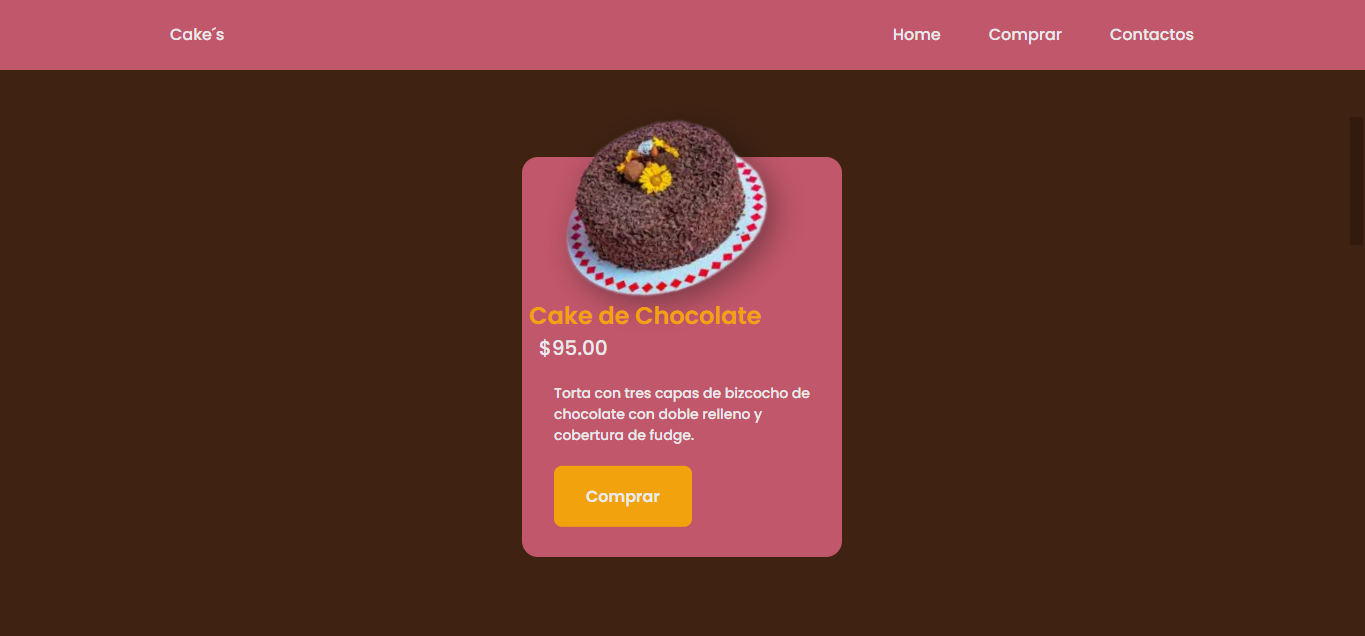 Cake´s
Home
Comprar
Contactos
Cake de Chocolate
$95.00
Torta con tres capas de bizcocho de
chocolate con doble relleno y
cobertura de fudge.
Comprar